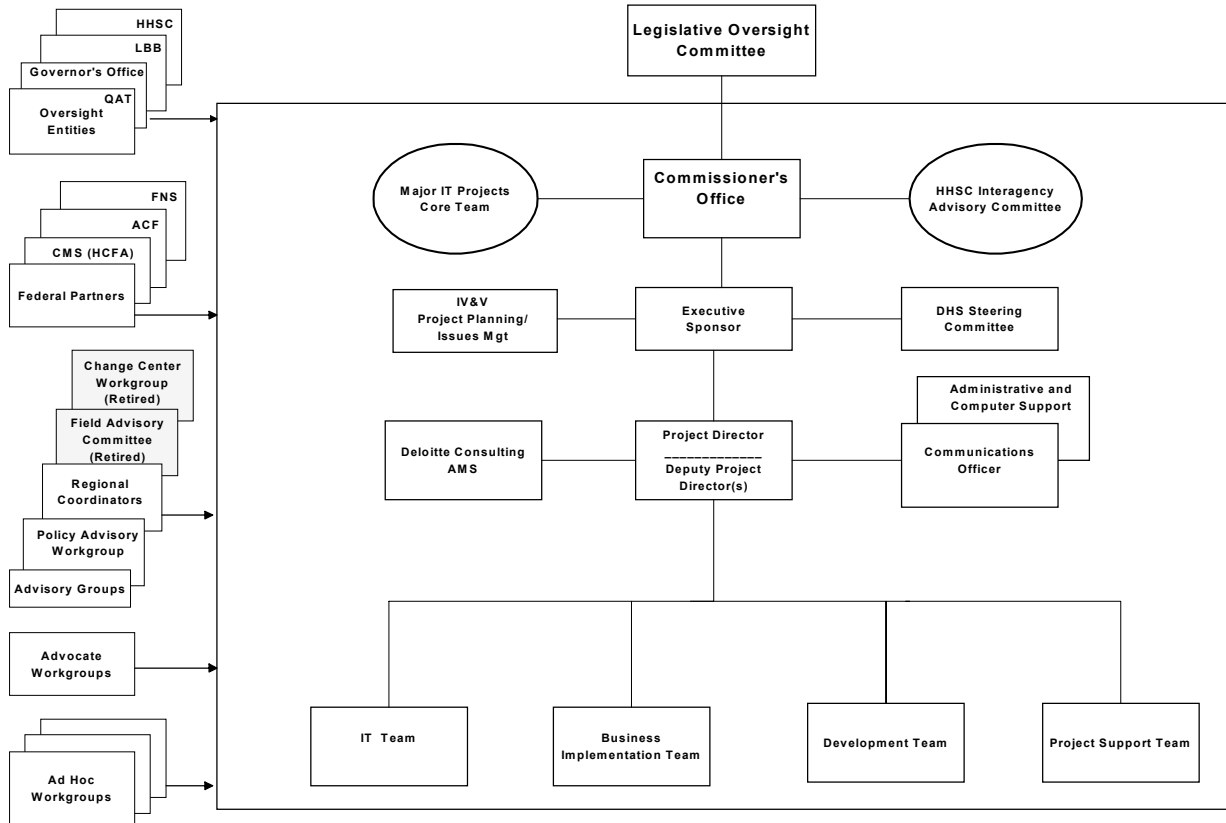 HHSC
LBB
Governor's Office
QAT
Oversight
Entities
FNS
ACF
CMS (HCFA)
Federal Partners
Change Center
Workgroup
(Retired)
Field Advisory
Committee
(Retired)
Regional
Coordinators
Policy Advisory
Workgroup
Advisory Groups
Advocate
Workgroups
Ad Hoc
Workgroups
Legislative Oversight
Committee
Major IT Projects
Core Team
Commissioner's
Office
HHSC Interagency
Advisory Committee
IV&V
Project Planning/
Issues Mgt
Executive
Sponsor
DHS Steering
Committee
Deloitte Consulting
AMS
Project Director
_____________
Deputy Project
Director(s)
Administrative and
Computer Support
Communications
Officer
IT Team
Business
Implementation Team
Development Team
Project Support Team